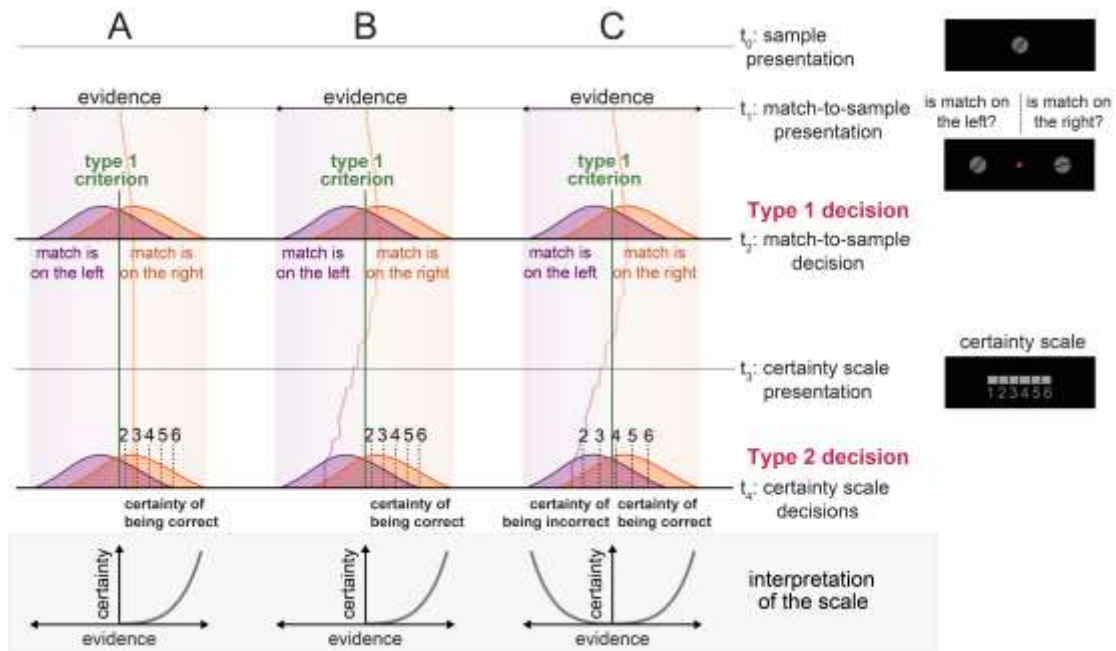 A B C
t0: sample
presentation
evidence evidence evidence
t1: match-to-sample
presentation
is match on
the left?
is match on
the right?
type 1
criterion
type 1
criterion
type 1
criterion
Type 1 decision
t2: match-to-sample
decision
match is
on the left
match is
on the right
match is
on the left
match is
on the right
match is
on the left
match is
on the right
certainty scale
t3: certainty scale
presentation
1 2 3 4 5 6
2 3 4 5 6
2 3 4 5 6
2 3 4 5 6
Type 2 decision
t4: certainty scale
decisions
certainty of
being correct
certainty of
being correct
certainty of
being incorrect
certainty of
being correct
certainty
evidence
certainty
evidence
certainty
evidence
interpretation
of the scale